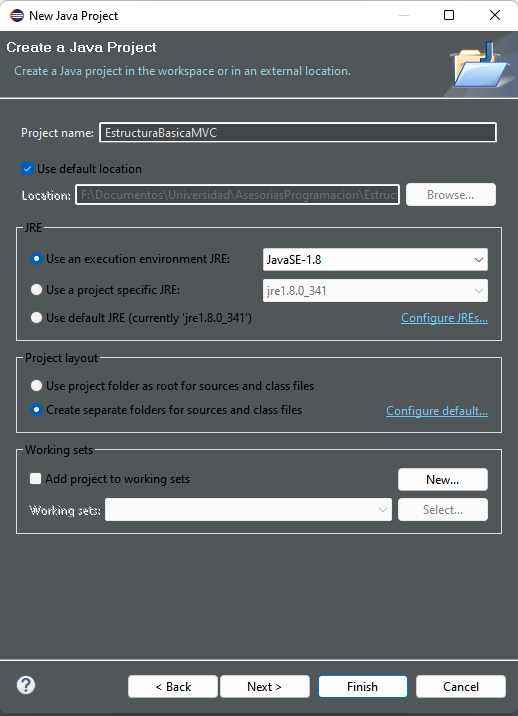 New Java Project
Create a Java Project
Create a Java project in the workspace or in an external location.
Project name: EstructuraBasicaMVC
Use default location
Location: F:\Documentos\Universidad\AsesoriasProgramacion\Estruc Browse...
JRE
Use an execution environment JRE: JavaSE-1.8
Use a project specific JRE: jre1.8.0_341
Use default JRE (currently 'jre1.8.0_341') Configure JREs...
Project layout
Use project folder as root for sources and class files
Create separate folders for sources and class files Configure default...
Working sets
Add project to working sets New...
Working sets: Select...
? < Back Next > Finish Cancel